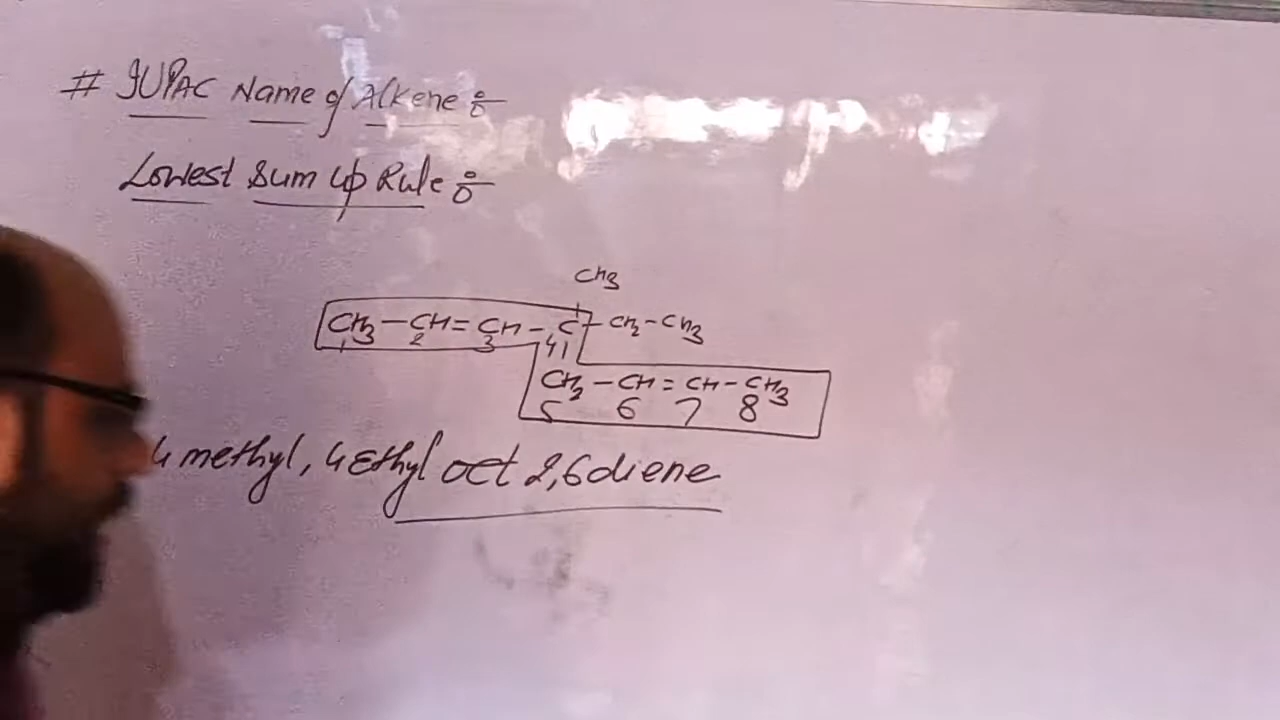 # IUPAC Name of Alkene :-
Lowest Sum up Rule :-
CH3
CH3-CH=CH-C-CH2-CH3
1 2 3 4
CH2-CH=CH-CH3
5 6 7 8
4 methyl, 4 Ethyl oct 2,6 diene